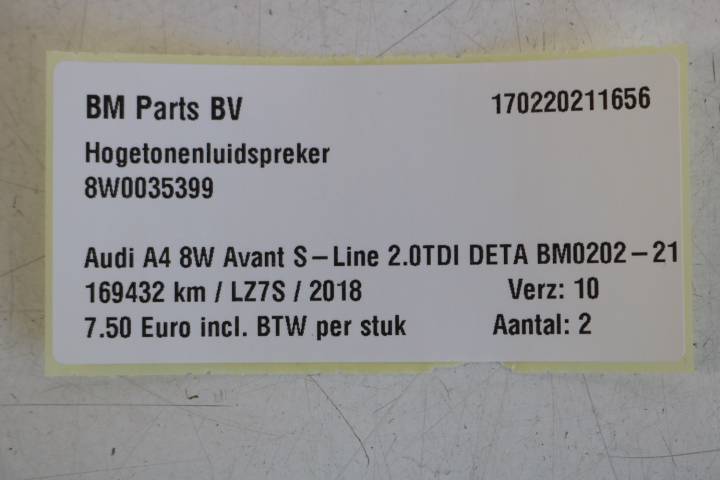 BM Parts BV 170220211656
Hogetonenluidspreker
8W0035399
Audi A4 8W Avant S-Line 2.0TDI DETA BM0202-21
169432 km / LZ7S / 2018 Verz: 10
7.50 Euro incl. BTW per stuk Aantal: 2